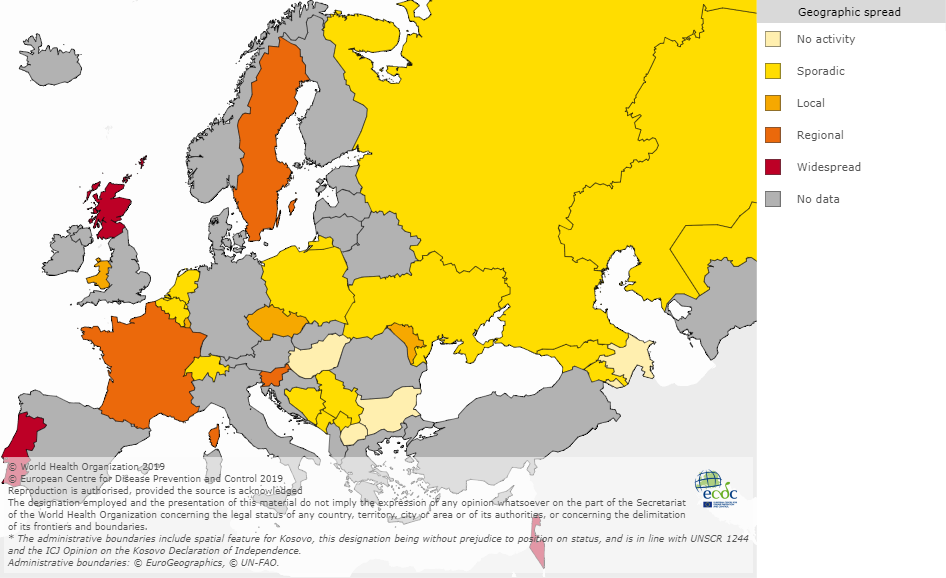 Geographic spread
No activity
Sporadic
Local
Regional
Widespread
No data
© World Health Organization 2019
© European Centre for Disease Prevention and Control 2019
Reproduction is authorised, provided the source is acknowledged
The designation employed and the presentation of this material do not imply the expression of any opinion whatsoever on the part of the Secretariat
of the World Health Organization concerning the legal status of any country, territory, city or area or of its authorities, or concerning the delimitation
of its frontiers and boundaries.
* The administrative boundaries include spatial feature for Kosovo, this designation being without prejudice to position on status, and is in line with UNSCR 1244
and the ICJ Opinion on the Kosovo Declaration of Independence.
Administrative boundaries: © EuroGeographics, © UN-FAO.
ecdc